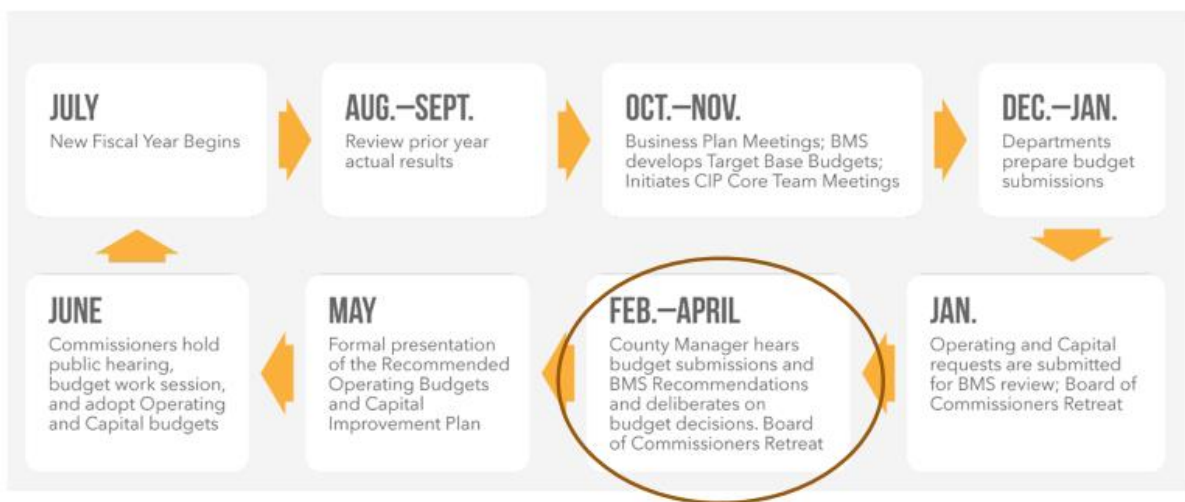 JULY
New Fiscal Year Begins
AUG.—SEPT.
Review prior year
actual results
OCT.—NOV.
Business Plan Meetings; BMS
develops Target Base Budgets;
Initiates CIP Core Team Meetings
DEC.—JAN.
Departments
prepare budget
submissions
JAN.
Operating and Capital
requests are submitted
for BMS review; Board of
Commissioners Retreat
FEB.—APRIL
County Manager hears
budget submissions and
BMS Recommendations
and deliberates on
budget decisions. Board
of Commissioners Retreat
MAY
Formal presentation
of the Recommended
Operating Budgets
and Capital
Improvement Plan
JUNE
Commissioners hold
public hearing,
budget work session,
and adopt Operating
and Capital budgets